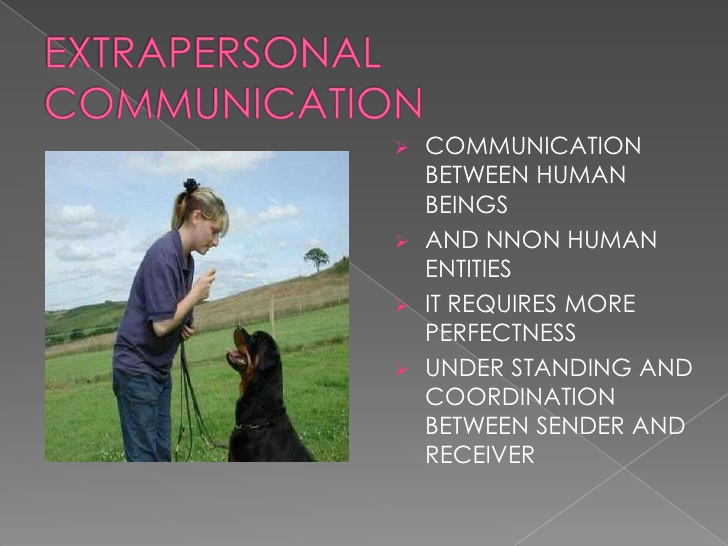 EXTRAPERSONAL
COMMUNICATION
COMMUNICATION
BETWEEN HUMAN
BEINGS
AND NNON HUMAN
ENTITIES
IT REQUIRES MORE
PERFECTNESS
UNDER STANDING AND
COORDINATION
BETWEEN SENDER AND
RECEIVER